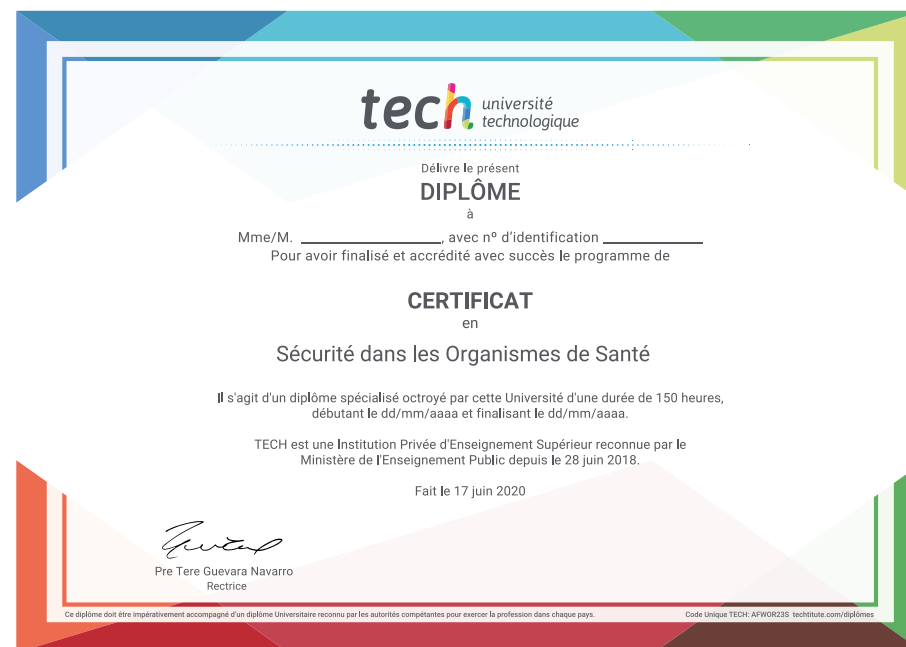 tech université
technologique
Délivre le présent
DIPLÔME
à
Mme/M. ____________________, avec nº d'identification ______________
Pour avoir finalisé et accrédité avec succès le programme de
CERTIFICAT
en
Sécurité dans les Organismes de Santé
Il s'agit d'un diplôme spécialisé octroyé par cette Université d'une durée de 150 heures,
débutant le dd/mm/aaaa et finalisant le dd/mm/aaaa.
TECH est une Institution Privée d'Enseignement Supérieur reconnue par le
Ministère de l'Enseignement Public depuis le 28 juin 2018.
Fait le 17 juin 2020
Pre Tere Guevara Navarro
Rectrice
Ce diplôme doit être impérativement accompagné d'un diplôme Universitaire reconnu par les autorités compétantes pour exercer la profession dans chaque pays.
Code Unique TECH: AFWOR23S techtitute.com/diplômes